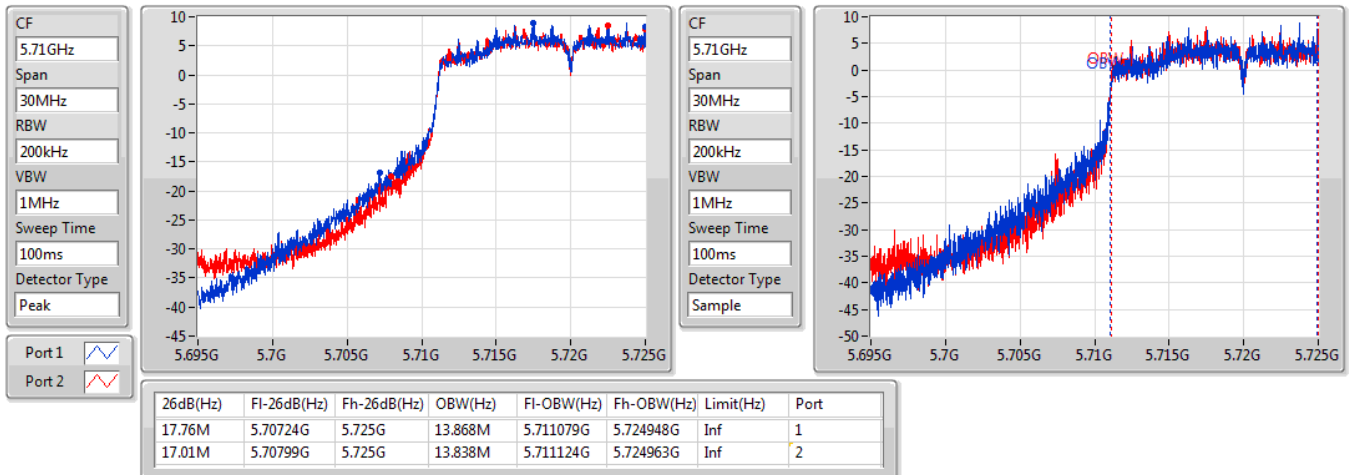 CF
5.71GHz
Span
30MHz
RBW
200kHz
VBW
1MHz
Sweep Time
100ms
Detector Type
Peak
Port 1
Port 2
10
5
0
-5
-10
-15
-20
-25
-30
-35
-40
-45
5.695G 5.7G 5.705G 5.71G 5.715G 5.72G 5.725G
CF
5.71GHz
Span
30MHz
RBW
200kHz
VBW
1MHz
Sweep Time
100ms
Detector Type
Sample
10
5
0
-5
-10
-15
-20
-25
-30
-35
-40
-45
-50
OBW
OBW
5.695G 5.7G 5.705G 5.71G 5.715G 5.72G 5.725G
26dB(Hz) Fl-26dB(Hz) Fh-26dB(Hz) OBW(Hz) Fl-OBW(Hz) Fh-OBW(Hz) Limit(Hz) Port
17.76M 5.70724G 5.725G 13.868M 5.711079G 5.724948G Inf 1
17.01M 5.70799G 5.725G 13.838M 5.711124G 5.724963G Inf 2